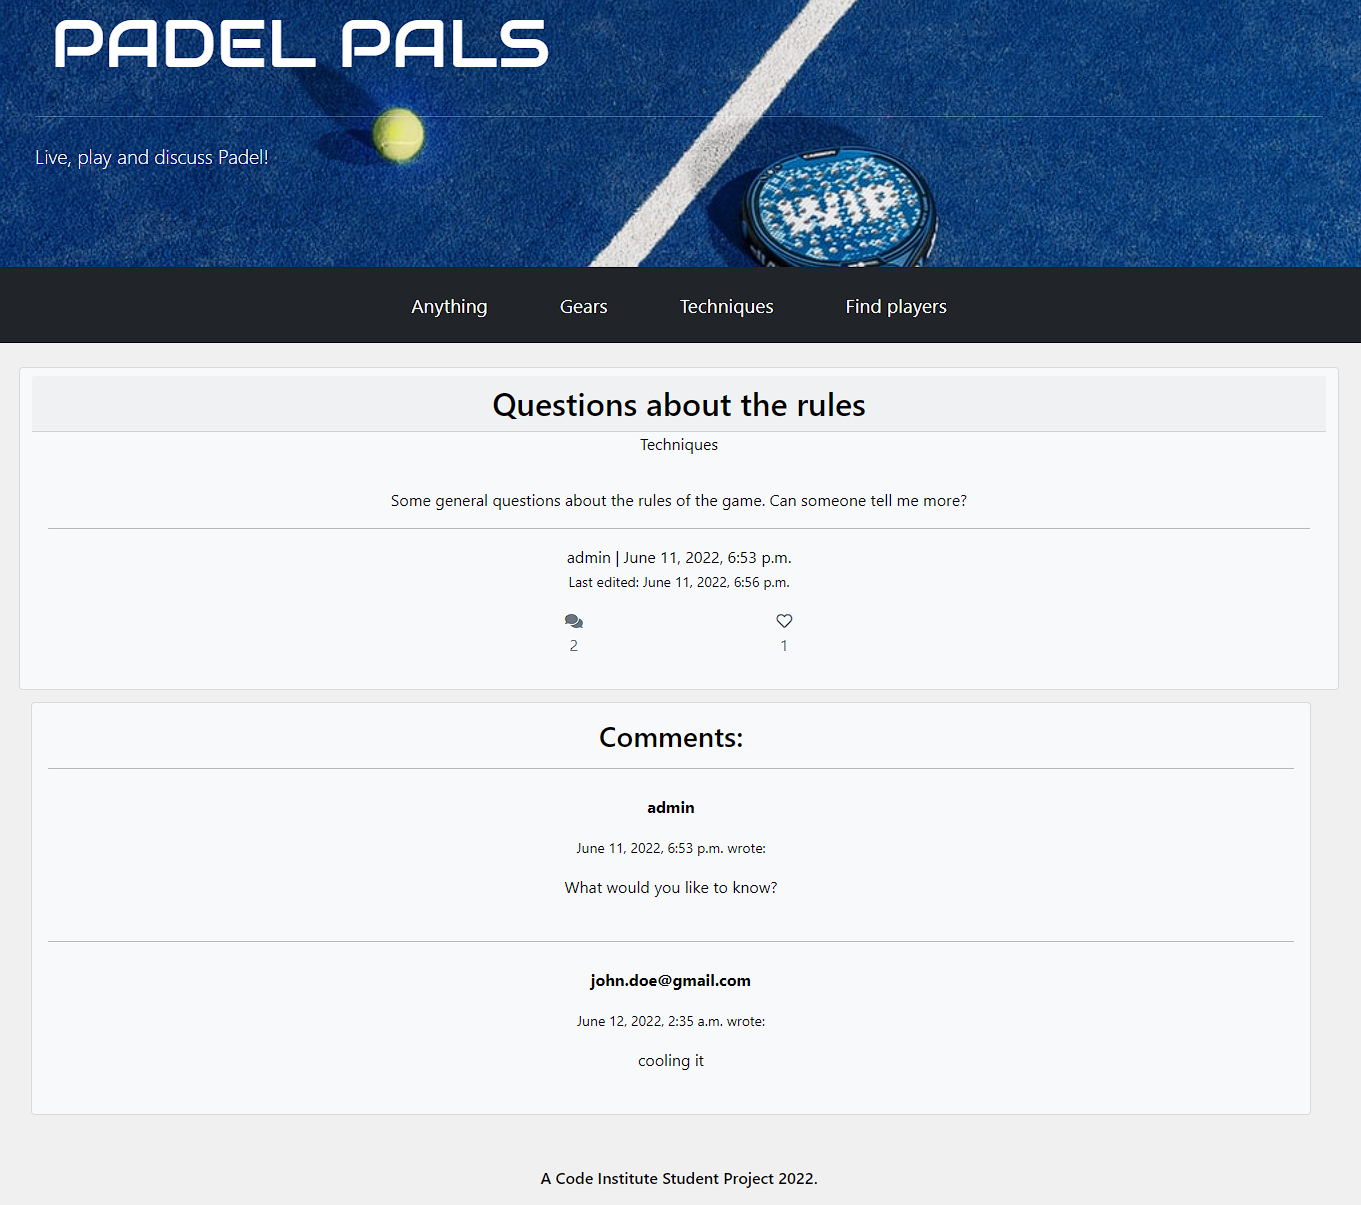 PADEL PALS
Live, play and discuss Padel!
WIP
Anything Gears Techniques Find players
Questions about the rules
Techniques
Some general questions about the rules of the game. Can someone tell me more?
admin | June 11, 2022, 6:53 p.m.
Last edited: June 11, 2022, 6:56 p.m.
2 1
Comments:
admin
June 11, 2022, 6:53 p.m. wrote:
What would you like to know?
john.doe@gmail.com
June 12, 2022, 2:35 a.m. wrote:
cooling it
A Code Institute Student Project 2022.